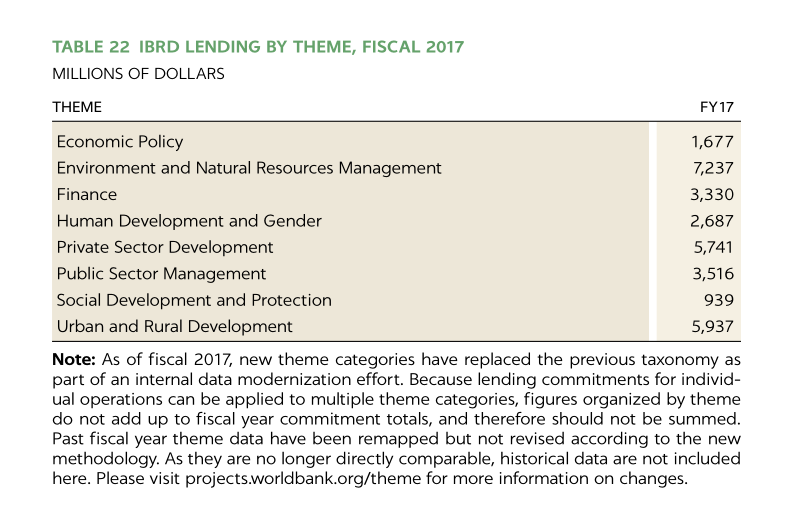 TABLE 22 IBRD LENDING BY THEME, FISCAL 2017
MILLIONS OF DOLLARS
THEME FY17
Economic Policy 1,677
Environment and Natural Resources Management 7,237
Finance 3,330
Human Development and Gender 2,687
Private Sector Development 5,741
Public Sector Management 3,516
Social Development and Protection 939
Urban and Rural Development 5,937
Note: As of fiscal 2017, new theme categories have replaced the previous taxonomy as
part of an internal data modernization effort. Because lending commitments for individ-
ual operations can be applied to multiple theme categories, figures organized by theme
do not add up to fiscal year commitment totals, and therefore should not be summed.
Past fiscal year theme data have been remapped but not revised according to the new
methodology. As they are no longer directly comparable, historical data are not included
here. Please visit projects.worldbank.org/theme for more information on changes.